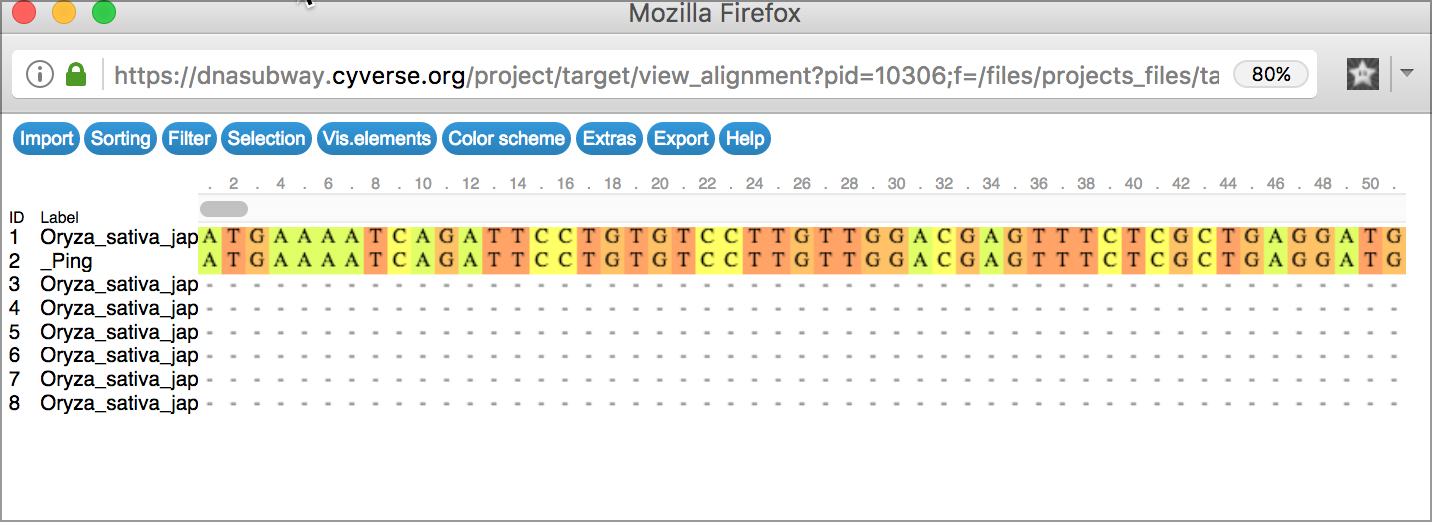 Mozilla Firefox
https://dnasubway.cyverse.org/project/target/view_alignment?pid=10306;f=/files/projects_files/ta 80%
Import Sorting Filter Selection Vis.elements Color scheme Extras Export Help
. 2 . 4 . 6 . 8 . 10 . 12 . 14 . 16 . 18 . 20 . 22 . 24 . 26 . 28 . 30 . 32 . 34 . 36 . 38 . 40 . 42 . 44 . 46 . 48 . 50 .
ID Label
1 Oryza_sativa_jap A T G A A A A T C A G A T T C C T G T G T C C T T G T T G G A C G A G T T T C T C G C T G A G G A T G
2 _Ping A T G A A A A T C A G A T T C C T G T G T C C T T G T T G G A C G A G T T T C T C G C T G A G G A T G
3 Oryza_sativa_jap - - - - - - - - - - - - - - - - - - - - - - - - - - - - - - - - - - - - - - - - - - - - - - - - - - -
4 Oryza_sativa_jap - - - - - - - - - - - - - - - - - - - - - - - - - - - - - - - - - - - - - - - - - - - - - - - - - - -
5 Oryza_sativa_jap - - - - - - - - - - - - - - - - - - - - - - - - - - - - - - - - - - - - - - - - - - - - - - - - - - -
6 Oryza_sativa_jap - - - - - - - - - - - - - - - - - - - - - - - - - - - - - - - - - - - - - - - - - - - - - - - - - - -
7 Oryza_sativa_jap - - - - - - - - - - - - - - - - - - - - - - - - - - - - - - - - - - - - - - - - - - - - - - - - - - -
8 Oryza_sativa_jap - - - - - - - - - - - - - - - - - - - - - - - - - - - - - - - - - - - - - - - - - - - - - - - - - - -